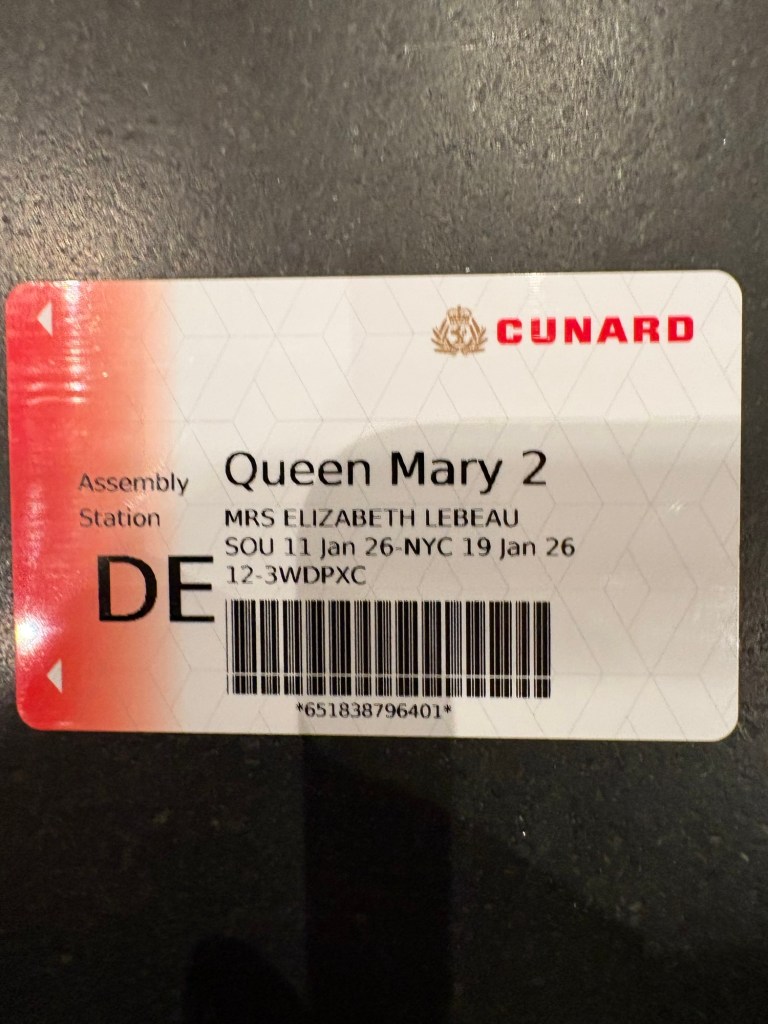 CUNARD
Assembly
Station
DE
Queen Mary 2
MRS ELIZABETH LEBEAU
SOU 11 Jan 26-NYC 19 Jan 26
12-3WDPXC
*651838796401*